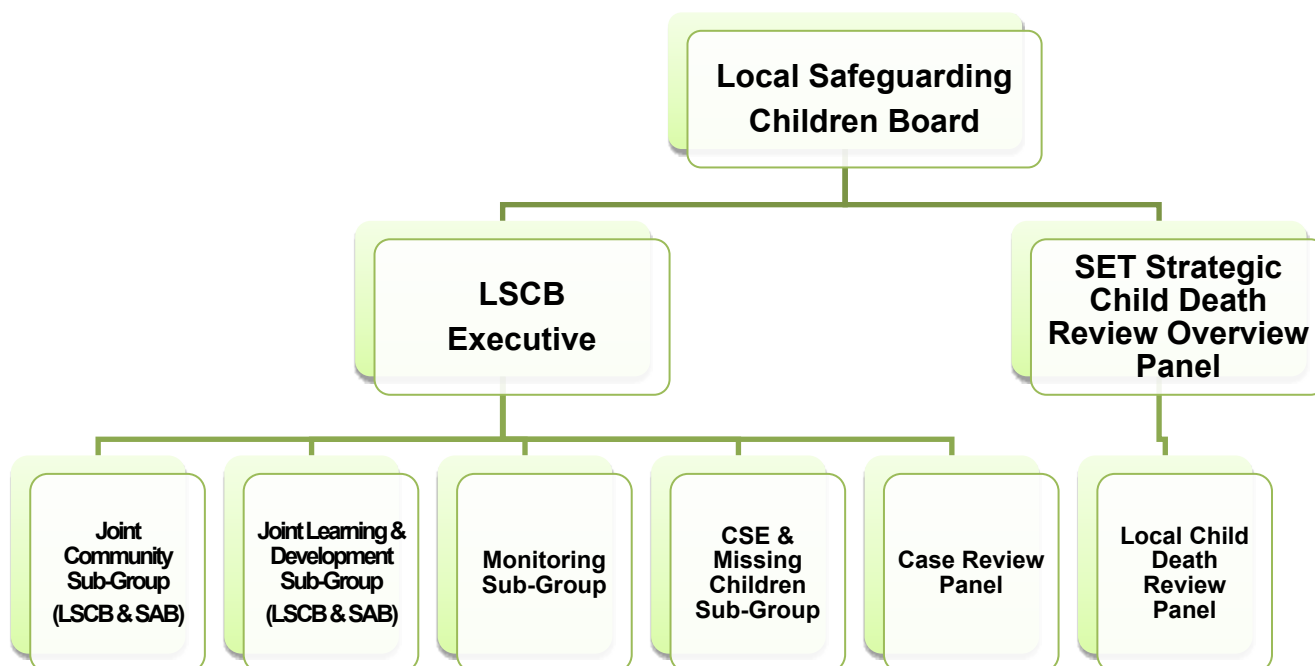 Local Safeguarding
Children Board
LSCB
Executive
SET Strategic
Child Death
Review Overview
Panel
Joint
Community
Sub-Group
(LSCB & SAB)
Joint Learning &
Development
Sub-Group
(LSCB & SAB)
Monitoring
Sub-Group
CSE &
Missing
Children
Sub-Group
Case Review
Panel
Local Child
Death
Review
Panel